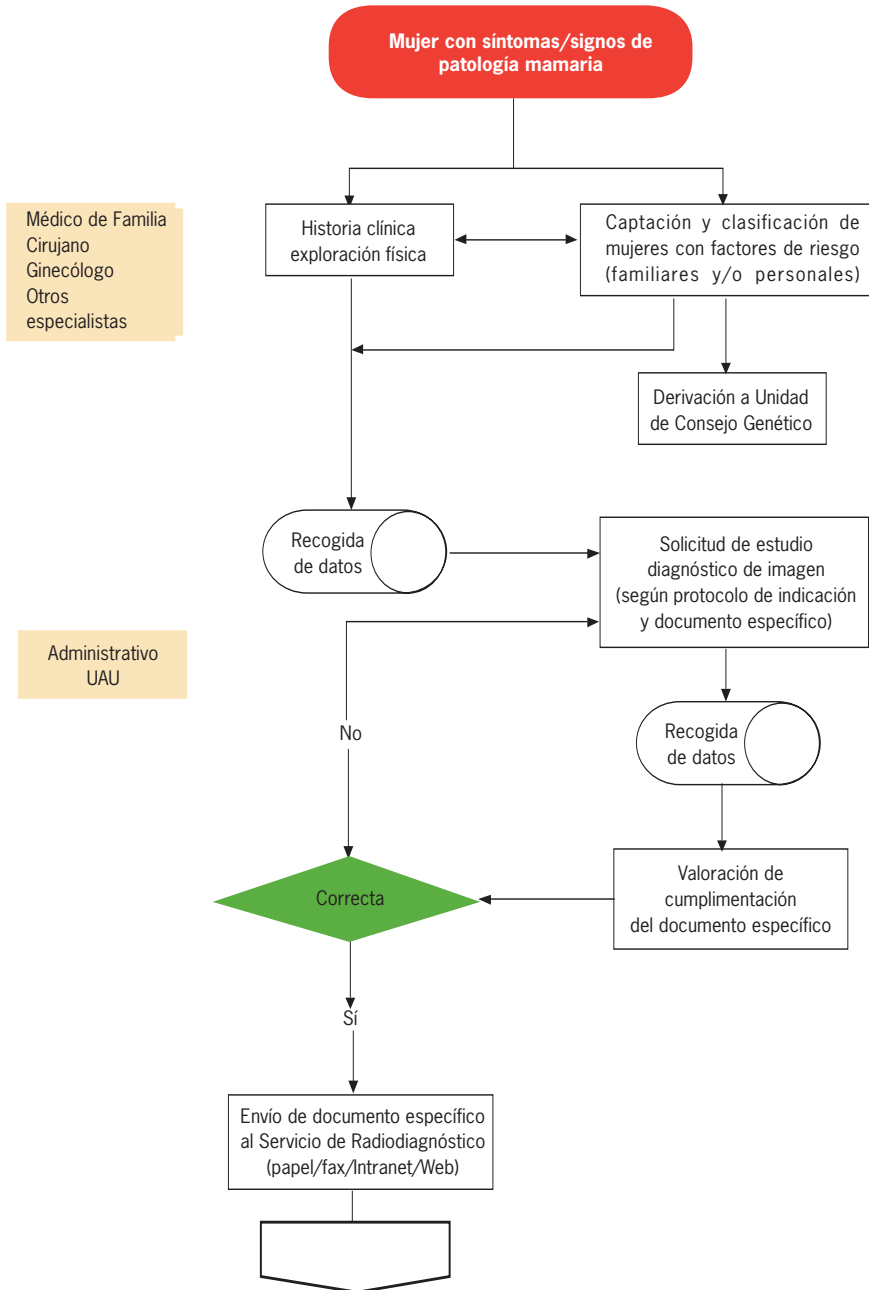 Mujer con síntomas/signos de
patología mamaria
Médico de Familia
Cirujano
Ginecólogo
Otros
especialistas
Historia clínica
exploración física
Captación y clasificación de
mujeres con factores de riesgo
(familiares y/o personales)
Derivación a Unidad
de Consejo Genético
Recogida
de datos
Solicitud de estudio
diagnóstico de imagen
(según protocolo de indicación
y documento específico)
Administrativo
UAU
No
Recogida
de datos
Correcta
Valoración de
cumplimentación
del documento específico
Sí
Envío de documento específico
al Servicio de Radiodiagnóstico
(papel/fax/Intranet/Web)